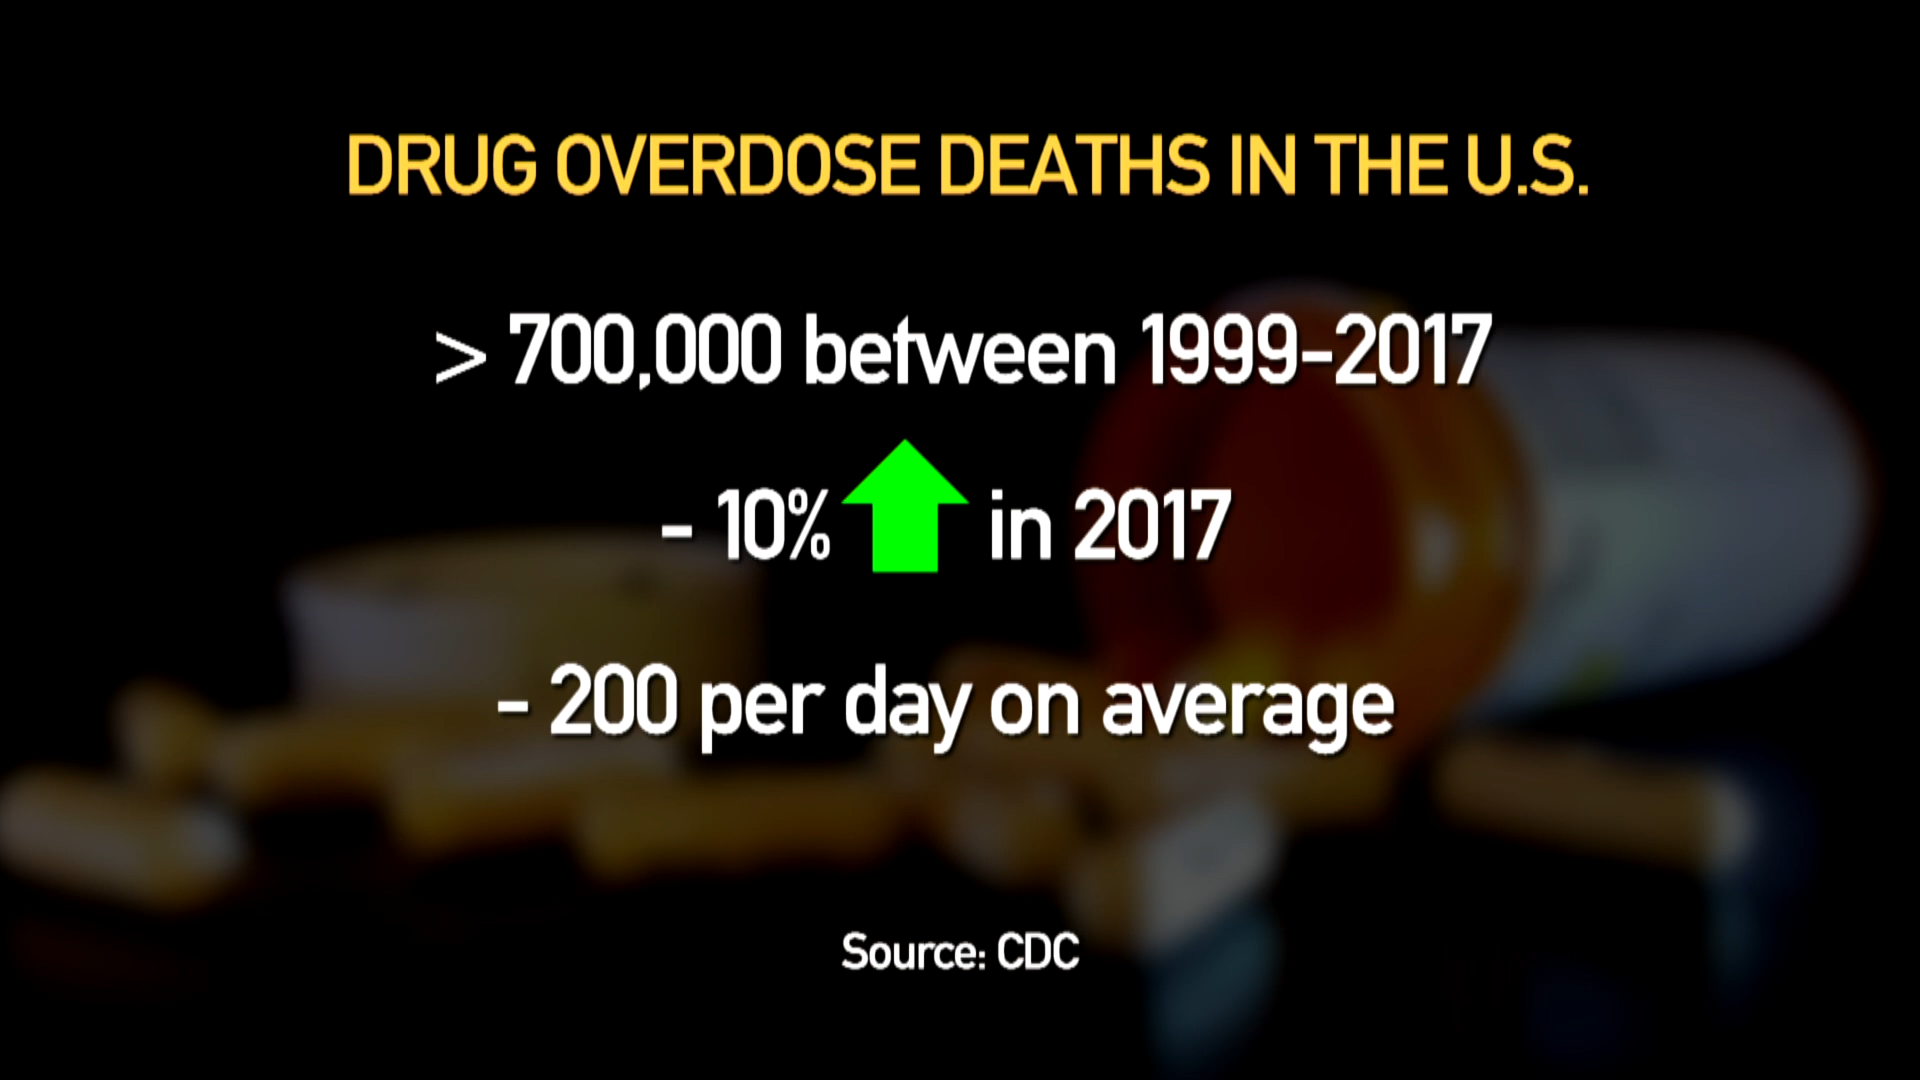 DRUG OVERDOSE DEATHS IN THE U.S.
> 700,000 between 1999-2017
- 10% in 2017
- 200 per day on average
Source: CDC